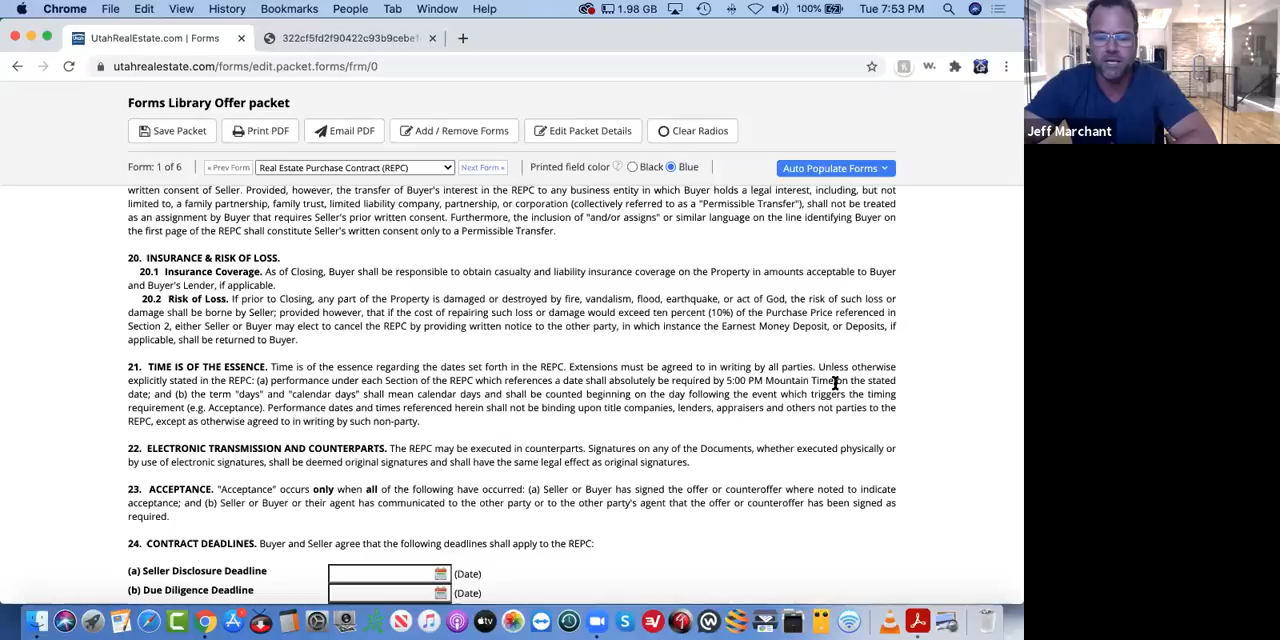 Chrome File Edit View History Bookmarks People Tab Window Help 1.98 GB 100% Tue 7:53 PM
UtahRealEstate.com | Forms 322cf5fd2f90422c93b9cebe
utahrealestate.com/forms/edit.packet.forms/frm/0
Forms Library Offer packet
Save Packet Print PDF Email PDF Add / Remove Forms Edit Packet Details Clear Radios
Form: 1 of 6 « Prev Form Real Estate Purchase Contract (REPC) Next Form » Printed field color Black Blue Auto Populate Forms
written consent of Seller. Provided, however, the transfer of Buyer's interest in the REPC to any business entity in which Buyer holds a legal interest, including, but not
limited to, a family partnership, family trust, limited liability company, partnership, or corporation (collectively referred to as a "Permissible Transfer"), shall not be treated
as an assignment by Buyer that requires Seller's prior written consent. Furthermore, the inclusion of "and/or assigns" or similar language on the line identifying Buyer on
the first page of the REPC shall constitute Seller's written consent only to a Permissible Transfer.
20. INSURANCE & RISK OF LOSS.
20.1 Insurance Coverage. As of Closing, Buyer shall be responsible to obtain casualty and liability insurance coverage on the Property in amounts acceptable to Buyer
and Buyer's Lender, if applicable.
20.2 Risk of Loss. If prior to Closing, any part of the Property is damaged or destroyed by fire, vandalism, flood, earthquake, or act of God, the risk of such loss or
damage shall be borne by Seller; provided however, that if the cost of repairing such loss or damage would exceed ten percent (10%) of the Purchase Price referenced in
Section 2, either Seller or Buyer may elect to cancel the REPC by providing written notice to the other party, in which instance the Earnest Money Deposit, or Deposits, if
applicable, shall be returned to Buyer.
21. TIME IS OF THE ESSENCE. Time is of the essence regarding the dates set forth in the REPC. Extensions must be agreed to in writing by all parties. Unless otherwise
explicitly stated in the REPC: (a) performance under each Section of the REPC which references a date shall absolutely be required by 5:00 PM Mountain Time on the stated
date; and (b) the term "days" and "calendar days" shall mean calendar days and shall be counted beginning on the day following the event which triggers the timing
requirement (e.g. Acceptance). Performance dates and times referenced herein shall not be binding upon title companies, lenders, appraisers and others not parties to the
REPC, except as otherwise agreed to in writing by such non-party.
22. ELECTRONIC TRANSMISSION AND COUNTERPARTS. The REPC may be executed in counterparts. Signatures on any of the Documents, whether executed physically or
by use of electronic signatures, shall be deemed original signatures and shall have the same legal effect as original signatures.
23. ACCEPTANCE. "Acceptance" occurs only when all of the following have occurred: (a) Seller or Buyer has signed the offer or counteroffer where noted to indicate
acceptance; and (b) Seller or Buyer or their agent has communicated to the other party or to the other party's agent that the offer or counteroffer has been signed as
required.
24. CONTRACT DEADLINES. Buyer and Seller agree that the following deadlines shall apply to the REPC:
(a) Seller Disclosure Deadline (Date)
(b) Due Diligence Deadline (Date)
Jeff Marchant